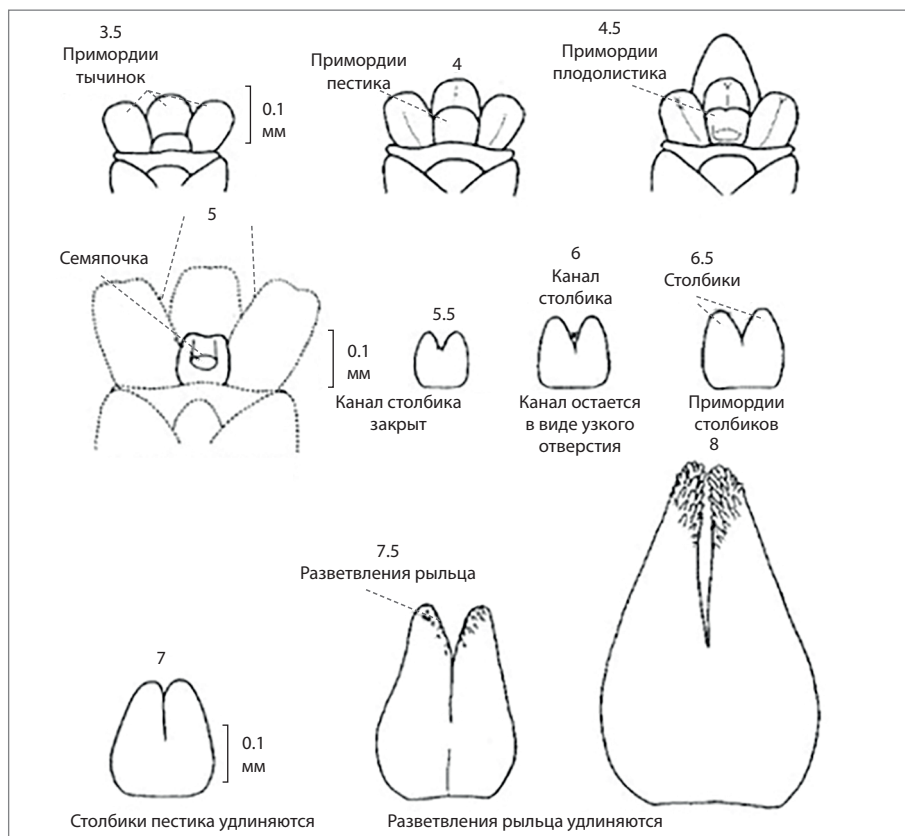 3.5
Примордии
тычинок
0.1
мм
4
Примордии
пестика
4.5
Примордии
плодолистика
5
Семяпочка
0.1
мм
5.5
Канал столбика
закрыт
6
Канал
столбика
Канал остается
в виде узкого
отверстия
6.5
Столбики
Примордии
столбиков
7
0.1
мм
Столбики пестика удлиняются
7.5
Разветвления рыльца
8
Разветвления рыльца удлиняются